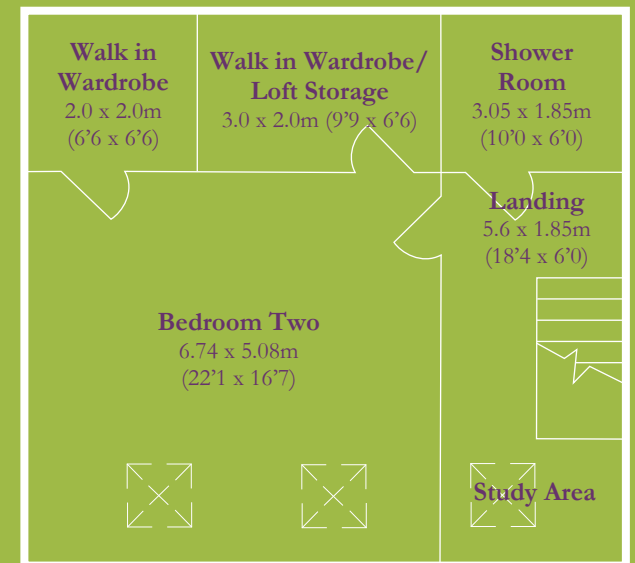 Walk in
Wardrobe
2.0 x 2.0m
(6’6 x 6’6)
Walk in Wardrobe/
Loft Storage
3.0 x 2.0m (9’9 x 6’6)
Shower
Room
3.05 x 1.85m
(10’0 x 6’0)
Landing
5.6 x 1.85m
(18’4 x 6’0)
Bedroom Two
6.74 x 5.08m
(22’1 x 16’7)
Study Area